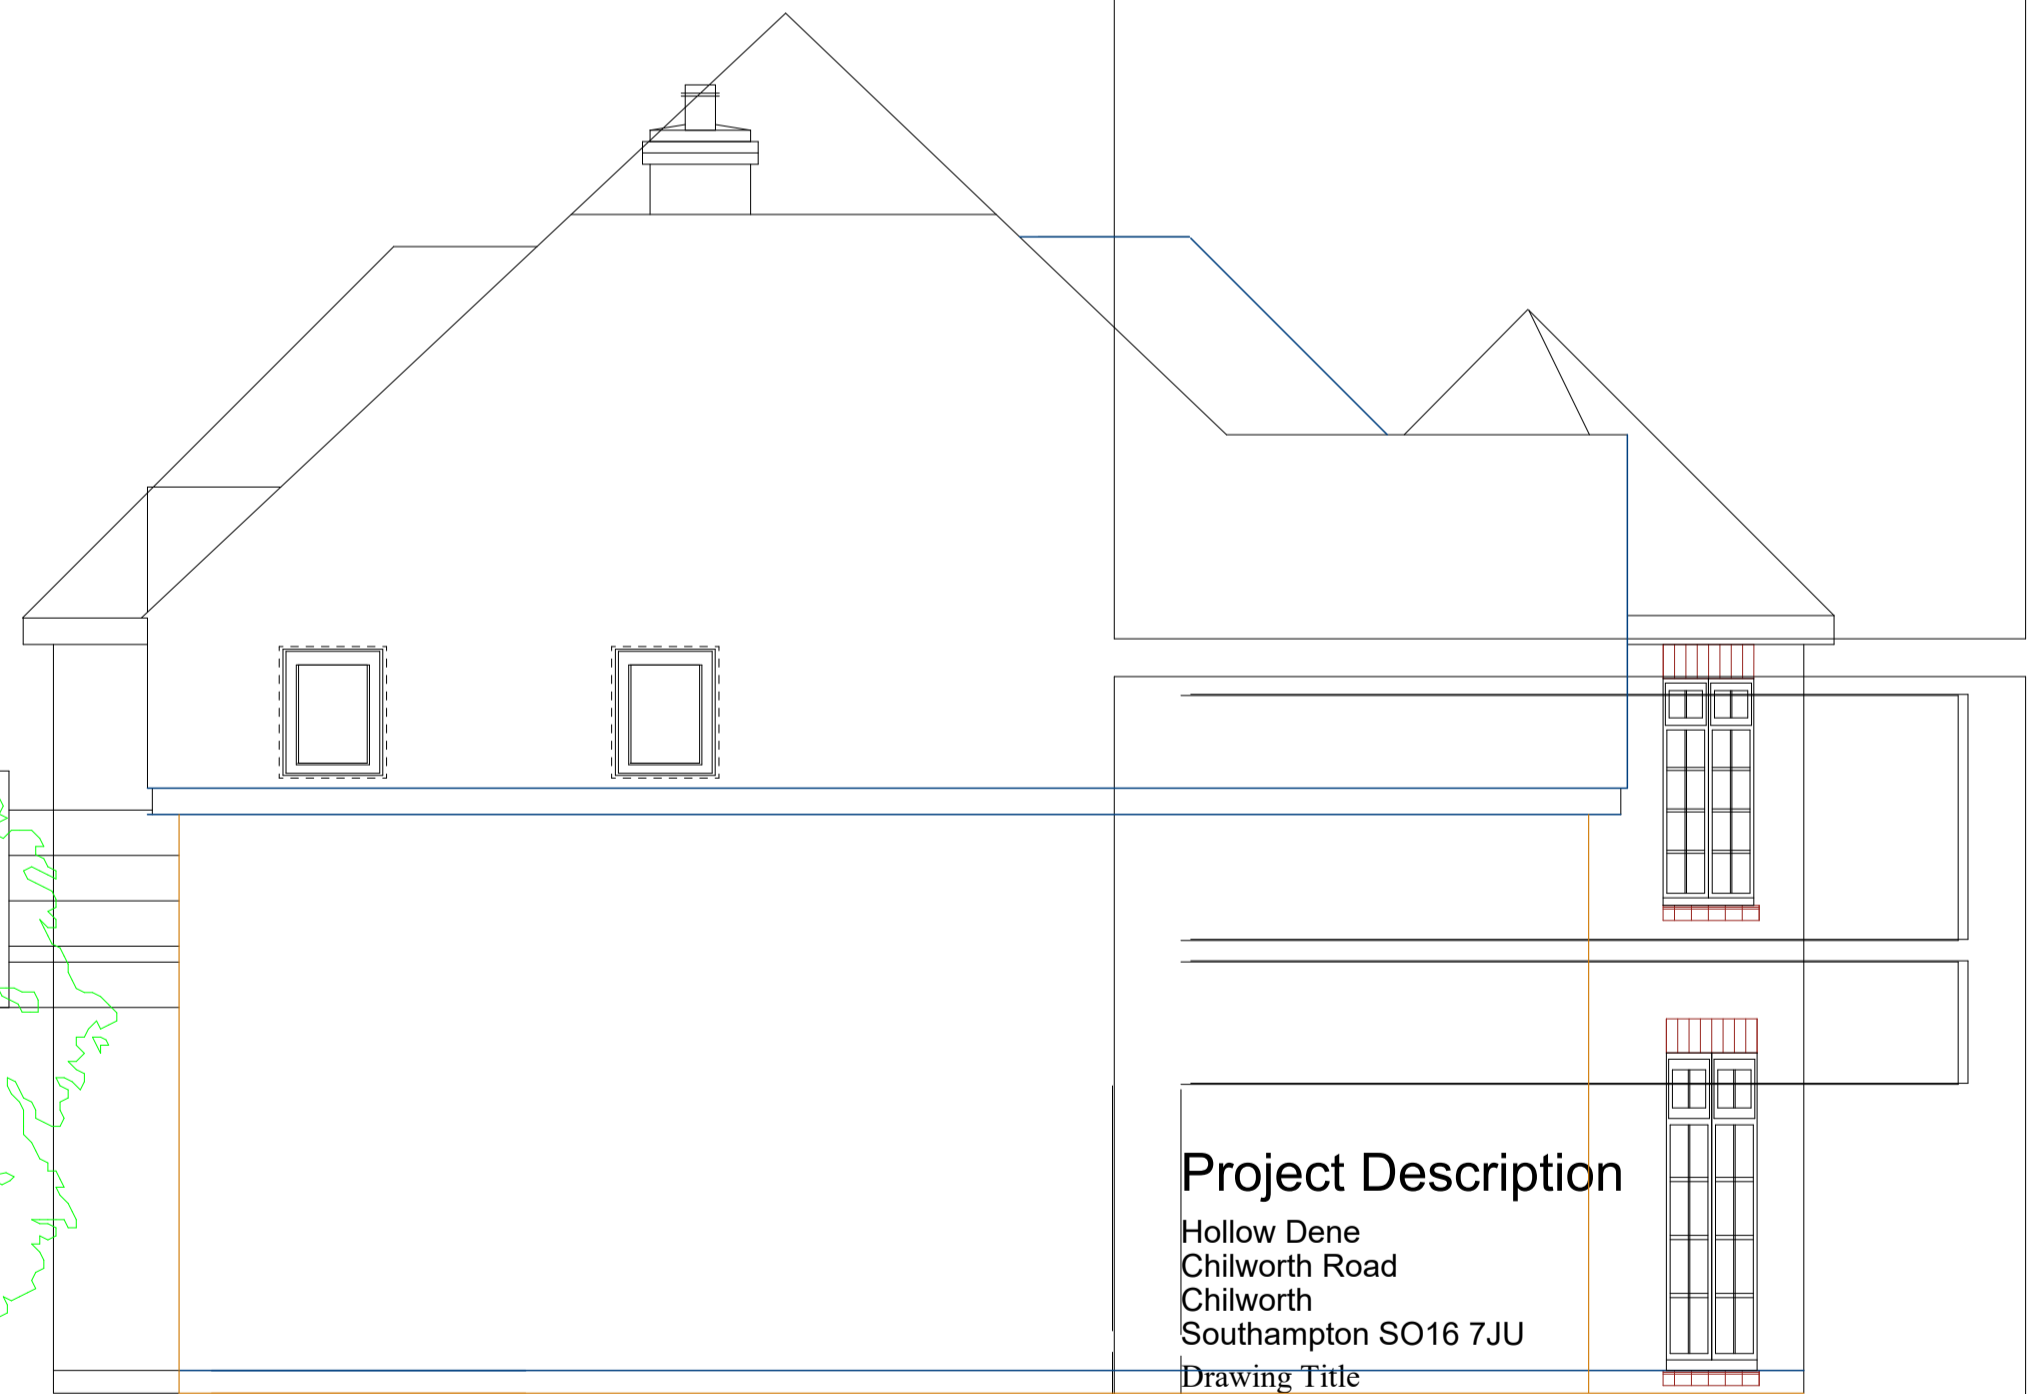 Project Description
Hollow Dene
Chilworth Road
Chilworth
Southampton SO16 7JU
Drawing Title